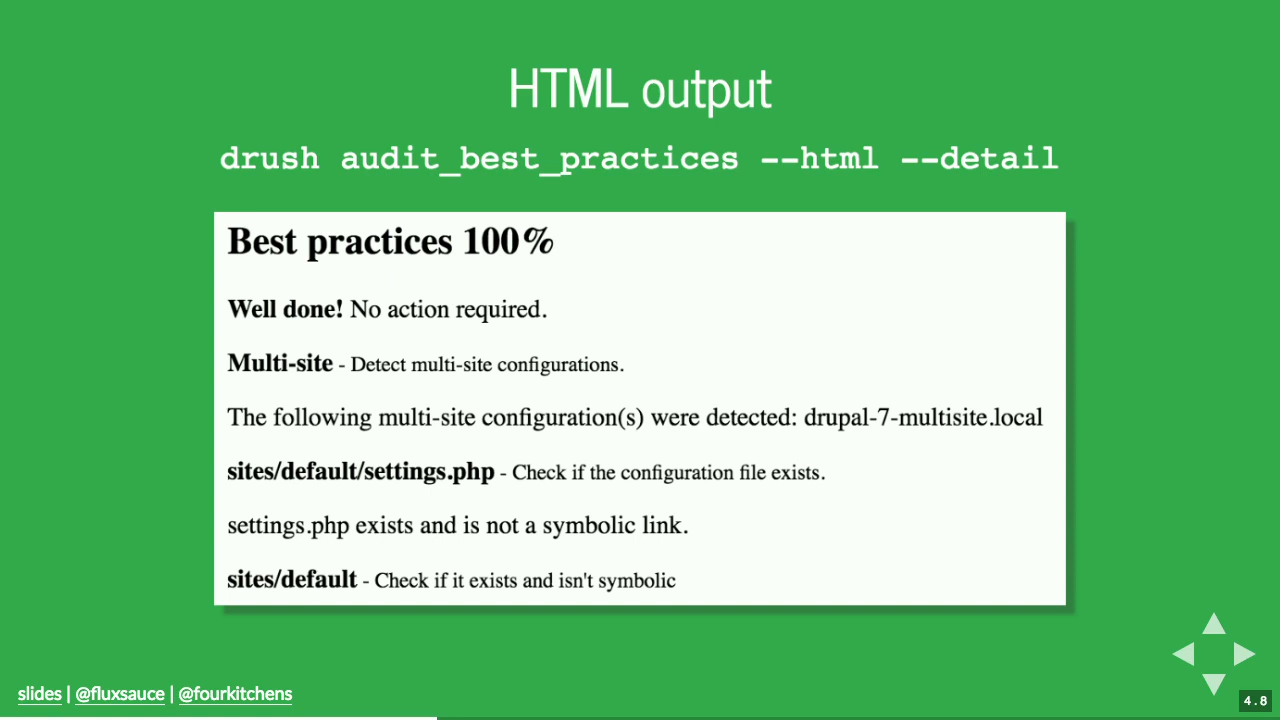 HTML output
drush audit_best_practices --html --detail
Best practices 100%
Well done! No action required.
Multi-site - Detect multi-site configurations.
The following multi-site configuration(s) were detected: drupal-7-multisite.local
sites/default/settings.php - Check if the configuration file exists.
settings.php exists and is not a symbolic link.
sites/default - Check if it exists and isn't symbolic
slides | @fluxsauce | @fourkitchens
4.8